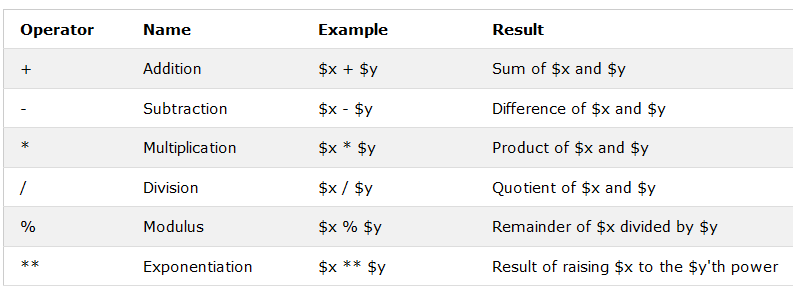 Operator Name Example Result
+ Addition $x + $y Sum of $x and $y
- Subtraction $x - $y Difference of $x and $y
* Multiplication $x * $y Product of $x and $y
/ Division $x / $y Quotient of $x and $y
% Modulus $x % $y Remainder of $x divided by $y
** Exponentiation $x ** $y Result of raising $x to the $y'th power